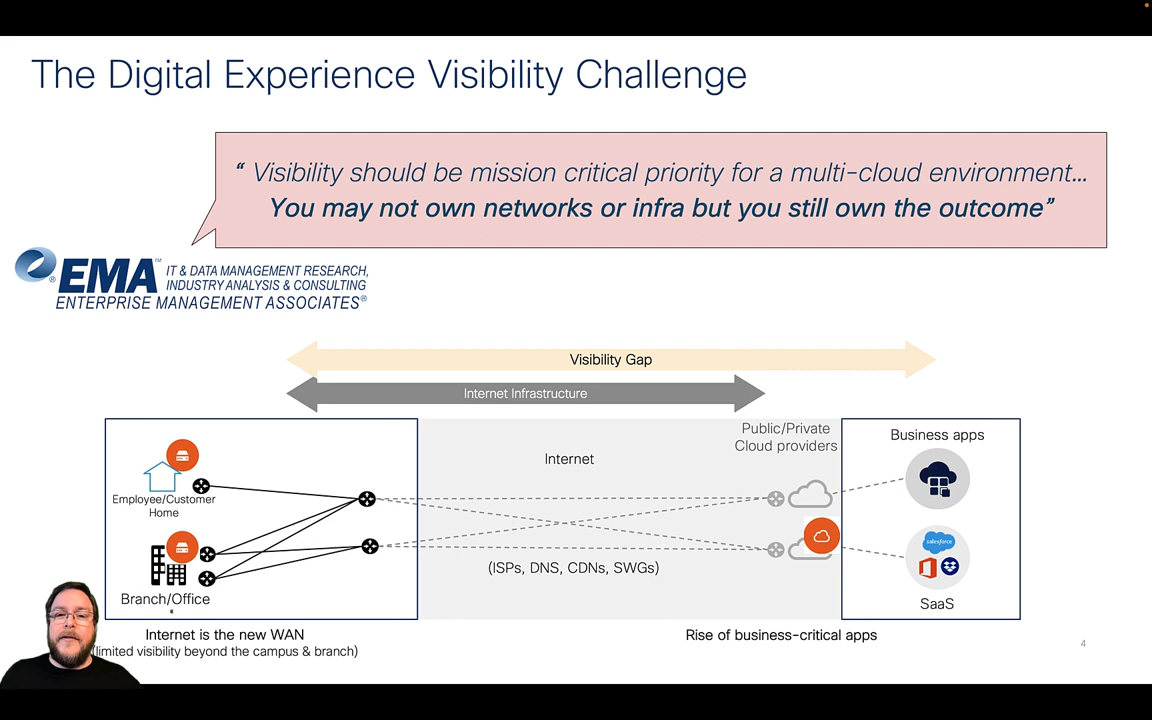 The Digital Experience Visibility Challenge
“ Visibility should be mission critical priority for a multi-cloud environment...
You may not own networks or infra but you still own the outcome”
EMA™ IT & DATA MANAGEMENT RESEARCH,
INDUSTRY ANALYSIS & CONSULTING
ENTERPRISE MANAGEMENT ASSOCIATES®
Visibility Gap
Internet Infrastructure
Public/Private
Cloud providers
Business apps
Internet
Employee/Customer
Home
salesforce
(ISPs, DNS, CDNs, SWGs)
Branch/Office
SaaS
Internet is the new WAN
(limited visibility beyond the campus & branch)
Rise of business-critical apps
4